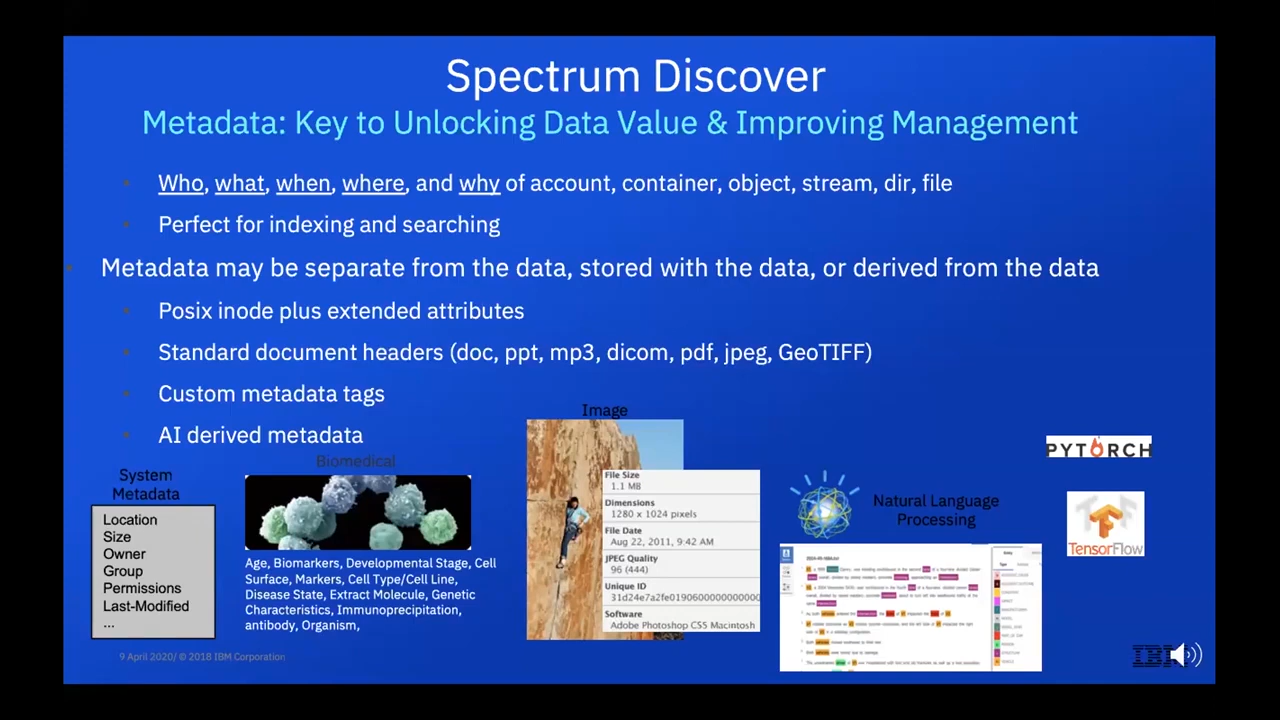 Spectrum Discover
Metadata: Key to Unlocking Data Value & Improving Management
Who, what, when, where, and why of account, container, object, stream, dir, file
Perfect for indexing and searching
Metadata may be separate from the data, stored with the data, or derived from the data
Posix inode plus extended attributes
Standard document headers (doc, ppt, mp3, dicom, pdf, jpeg, GeoTIFF)
Custom metadata tags
AI derived metadata
System
Metadata
Location
Size
Owner
Group
Permissions
Last-Modified
...
Biomedical
Age, Biomarkers, Developmental Stage, Cell
Surface, Markers, Cell Type/Cell Line,
Disease State, Extract Molecule, Genetic
Characteristics, Immunoprecipitation,
antibody, Organism,
Image
File Size
1.1 MB
Dimensions
1280 x 1024 pixels
File Date
Aug 22, 2011, 9:42 AM
JPEG Quality
96 (444)
Unique ID
31d24e7a2fe0190600000000000
Software
Adobe Photoshop CS5 Macintosh
Natural Language
Processing
PYTORCH
TensorFlow
9 April 2020/ © 2018 IBM Corporation
IBM